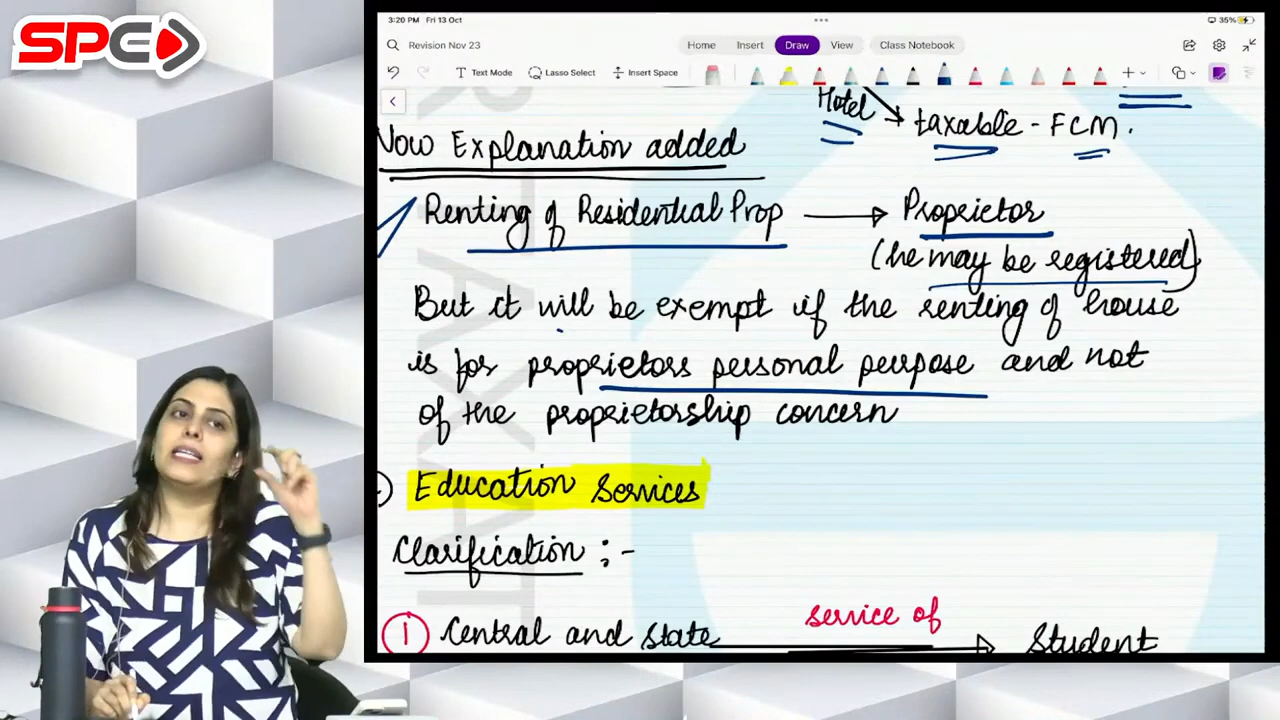 SPC
3:20 PM Fri 13 Oct
35%
Revision Nov 23
Home Insert Draw View Class Notebook
Text Mode Lasso Select Insert Space
Hotel
taxable - FCM.
Now Explanation added
Renting of Residential Prop → Proprietor
(he may be registered)
But it will be exempt if the renting of house
is for proprietors personal purpose and not
of the proprietorship concern
Education Services
Clarification :-
service of
1 Central and state → Student